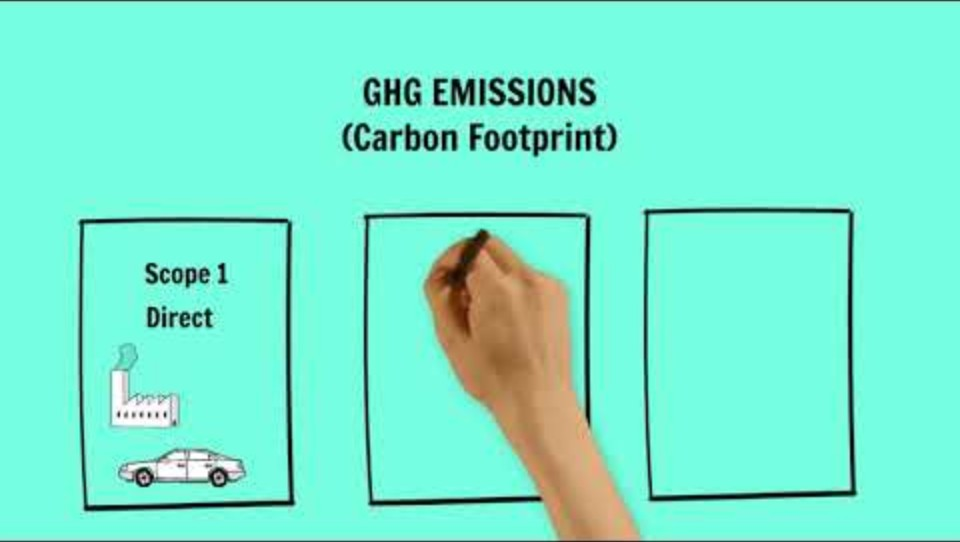 GHG EMISSIONS
(Carbon Footprint)
Scope 1
Direct